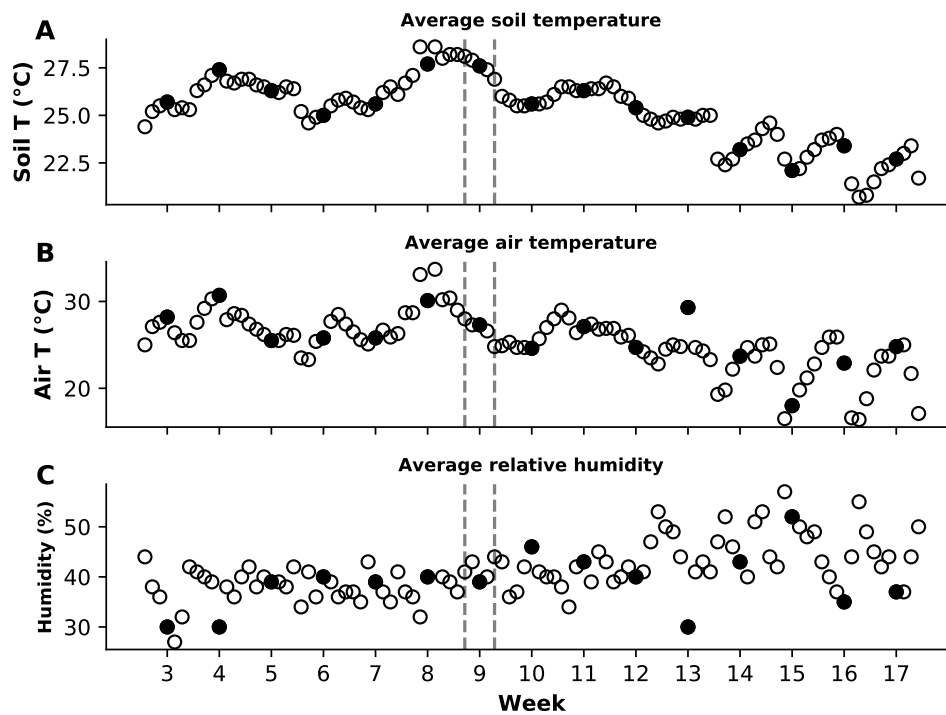 A
Average soil temperature
Soil T (°C)
27.5
25.0
22.5
B
Average air temperature
Air T (°C)
30
20
C
Average relative humidity
Humidity (%)
50
40
30
3 4 5 6 7 8 9 10 11 12 13 14 15 16 17
Week